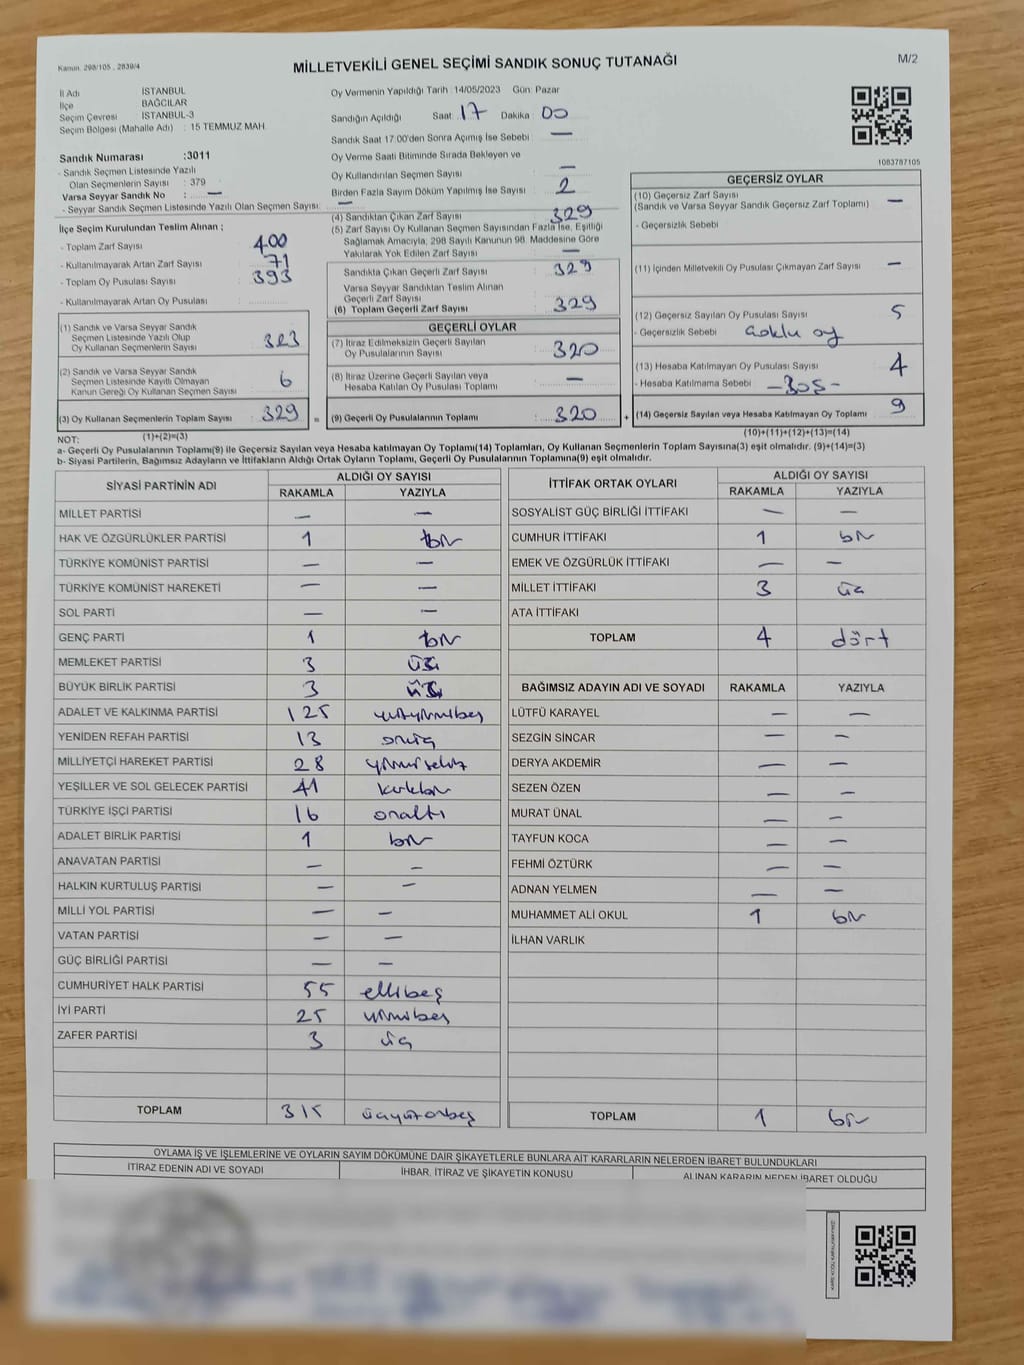 Kanun. 298/105 , 2839/4
MİLLETVEKİLİ GENEL SEÇİMİ SANDIK SONUÇ TUTANAĞI
M/2
İl Adı İSTANBUL
İlçe BAĞCILAR
Seçim Çevresi İSTANBUL-3
Seçim Bölgesi (Mahalle Adı) : 15 TEMMUZ MAH.
Sandık Numarası :3011
- Sandık Seçmen Listesinde Yazılı
Olan Seçmenlerin Sayısı : 379
Varsa Seyyar Sandık No : —
- Seyyar Sandık Seçmen Listesinde Yazılı Olan Seçmen Sayısı: —
İlçe Seçim Kurulundan Teslim Alınan ;
- Toplam Zarf Sayısı 400
- Kullanılmayarak Artan Zarf Sayısı 71
- Toplam Oy Pusulası Sayısı 393
- Kullanılmayarak Artan Oy Pusulası
(1) Sandık ve Varsa Seyyar Sandık
Seçmen Listesinde Yazılı Olup
Oy Kullanan Seçmenlerin Sayısı : 323
(2) Sandık ve Varsa Seyyar Sandık
Seçmen Listesinde Kayıtlı Olmayan
Kanun Gereği Oy Kullanan Seçmen Sayısı 6
(3) Oy Kullanan Seçmenlerin Toplam Sayısı : 329 =
(1)+(2)=(3)
Oy Vermenin Yapıldığı Tarih : 14/05/2023 Gün: Pazar
Sandığın Açıldığı Saat : 17 Dakika : 00
Sandık Saat 17:00'den Sonra Açımış İse Sebebi : —
Oy Verme Saati Bitiminde Sırada Bekleyen ve
Oy Kullandırılan Seçmen Sayısı : —
Birden Fazla Sayım Döküm Yapılmış İse Sayısı : 2
(4) Sandıktan Çıkan Zarf Sayısı : 329
(5) Zarf Sayısı Oy Kullanan Seçmen Sayısından Fazla İse, Eşitliği
Sağlamak Amacıyla, 298 Sayılı Kanunun 98. Maddesine Göre
Yakılarak Yok Edilen Zarf Sayısı : —
Sandıkta Çıkan Geçerli Zarf Sayısı : 329
Varsa Seyyar Sandıktan Teslim Alınan
Geçerli Zarf Sayısı
(6) Toplam Geçerli Zarf Sayısı : 329
GEÇERLİ OYLAR
(7) İtiraz Edilmeksizin Geçerli Sayılan
Oy Pusulalarının Sayısı : 320
(8) İtiraz Üzerine Geçerli Sayılan veya
Hesaba Katılan Oy Pusulası Toplamı : —
(9) Geçerli Oy Pusulalarının Toplamı : 320 +
1083787105
GEÇERSİZ OYLAR
(10) Geçersiz Zarf Sayısı
(Sandık ve Varsa Seyyar Sandık Geçersiz Zarf Toplamı) —
- Geçersizlik Sebebi
(11) İçinden Milletvekili Oy Pusulası Çıkmayan Zarf Sayısı —
(12) Geçersiz Sayılan Oy Pusulası Sayısı 5
- Geçersizlik Sebebi : Çoklu oy
(13) Hesaba Katılmayan Oy Pusulası Sayısı 4
- Hesaba Katılmama Sebebi -BOŞ-
(14) Geçersiz Sayılan veya Hesaba Katılmayan Oy Toplamı : 9
(10)+(11)+(12)+(13)=(14)
NOT:
a- Geçerli Oy Pusulalarının Toplamı(9) ile Geçersiz Sayılan veya Hesaba katılmayan Oy Toplamı(14) Toplamları, Oy Kullanan Seçmenlerin Toplam Sayısına(3) eşit olmalıdır. (9)+(14)=(3)
b- Siyasi Partilerin, Bağımsız Adayların ve İttifakların Aldığı Ortak Oyların Toplamı, Geçerli Oy Pusulalarının Toplamına(9) eşit olmalıdır.
SİYASİ PARTİNİN ADI ALDIĞI OY SAYISI
RAKAMLA YAZIYLA
MİLLET PARTİSİ — —
HAK VE ÖZGÜRLÜKLER PARTİSİ 1 bir
TÜRKİYE KOMÜNİST PARTİSİ — —
TÜRKİYE KOMÜNİST HAREKETİ — —
SOL PARTİ — —
GENÇ PARTİ 1 bir
MEMLEKET PARTİSİ 3 üç
BÜYÜK BİRLİK PARTİSİ 3 üç
ADALET VE KALKINMA PARTİSİ 125 yüzyirmibeş
YENİDEN REFAH PARTİSİ 13 onüç
MİLLİYETÇİ HAREKET PARTİSİ 28 yirmisekiz
YEŞİLLER VE SOL GELECEK PARTİSİ 41 kırkbir
TÜRKİYE İŞÇİ PARTİSİ 16 onaltı
ADALET BİRLİK PARTİSİ 1 bir
ANAVATAN PARTİSİ — —
HALKIN KURTULUŞ PARTİSİ — —
MİLLİ YOL PARTİSİ — —
VATAN PARTİSİ — —
GÜÇ BİRLİĞİ PARTİSİ — —
CUMHURİYET HALK PARTİSİ 55 ellibeş
İYİ PARTİ 25 yirmibeş
ZAFER PARTİSİ 3 üç
TOPLAM 315 üçyüzonbeş
İTTİFAK ORTAK OYLARI ALDIĞI OY SAYISI
RAKAMLA YAZIYLA
SOSYALİST GÜÇ BİRLİĞİ İTTİFAKI — —
CUMHUR İTTİFAKI 1 bir
EMEK VE ÖZGÜRLÜK İTTİFAKI — —
MİLLET İTTİFAKI 3 üç
ATA İTTİFAKI
TOPLAM 4 dört
BAĞIMSIZ ADAYIN ADI VE SOYADI RAKAMLA YAZIYLA
LÜTFÜ KARAYEL — —
SEZGİN SİNCAR — —
DERYA AKDEMİR — —
SEZEN ÖZEN — —
MURAT ÜNAL — —
TAYFUN KOCA — —
FEHMİ ÖZTÜRK — —
ADNAN YELMEN — —
MUHAMMET ALİ OKUL 1 bir
İLHAN VARLIK
TOPLAM 1 bir
OYLAMA İŞ VE İŞLEMLERİNE VE OYLARIN SAYIM DÖKÜMÜNE DAİR ŞİKAYETLERLE BUNLARA AİT KARARLARIN NELERDEN İBARET BULUNDUKLARI
İTİRAZ EDENİN ADI VE SOYADI İHBAR, İTİRAZ VE ŞİKAYETİN KONUSU ALINAN KARARIN NEDEN İBARET OLDUĞU